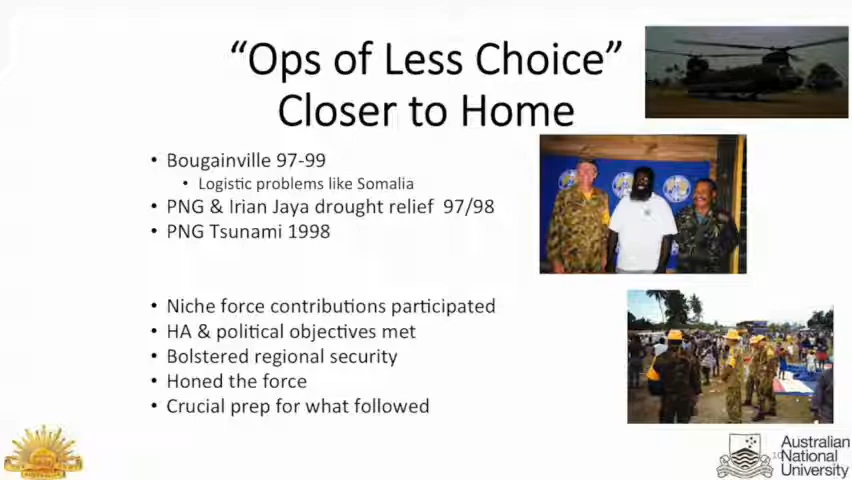 “Ops of Less Choice”
Closer to Home
• Bougainville 97-99
• Logistic problems like Somalia
• PNG & Irian Jaya drought relief 97/98
• PNG Tsunami 1998
• Niche force contributions participated
• HA & political objectives met
• Bolstered regional security
• Honed the force
• Crucial prep for what followed
10
Australian
National
University